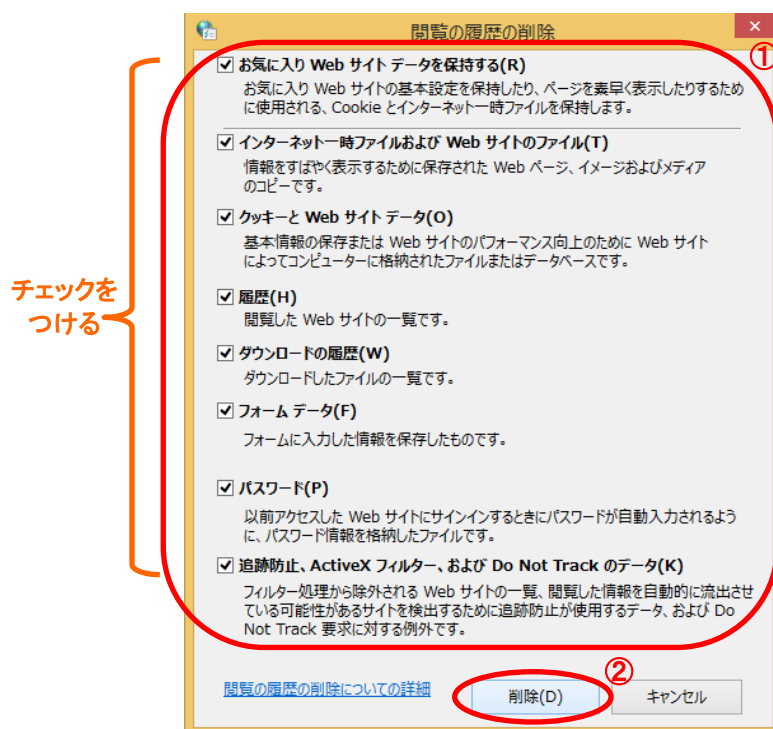 閲覧の履歴の削除
×
①
お気に入り Web サイト データを保持する(R)
お気に入り Web サイトの基本設定を保持したり、ページを素早く表示したりするため
に使用される、Cookie とインターネット一時ファイルを保持します。
インターネット一時ファイルおよび Web サイトのファイル(T)
情報をすばやく表示するために保存された Web ページ、イメージおよびメディア
のコピーです。
クッキーと Web サイト データ(O)
基本情報の保存または Web サイトのパフォーマンス向上のために Web サイト
によってコンピューターに格納されたファイルまたはデータベースです。
チェックを
つける
履歴(H)
閲覧した Web サイトの一覧です。
ダウンロードの履歴(W)
ダウンロードしたファイルの一覧です。
フォーム データ(F)
フォームに入力した情報を保存したものです。
パスワード(P)
以前アクセスした Web サイトにサインインするときにパスワードが自動入力されるよう
に、パスワード情報を格納したファイルです。
追跡防止、ActiveX フィルター、および Do Not Track のデータ(K)
フィルター処理から除外される Web サイトの一覧、閲覧した情報を自動的に流出させ
ている可能性があるサイトを検出するために追跡防止が使用するデータ、および Do
Not Track 要求に対する例外です。
②
閲覧の履歴の削除についての詳細
削除(D)
キャンセル